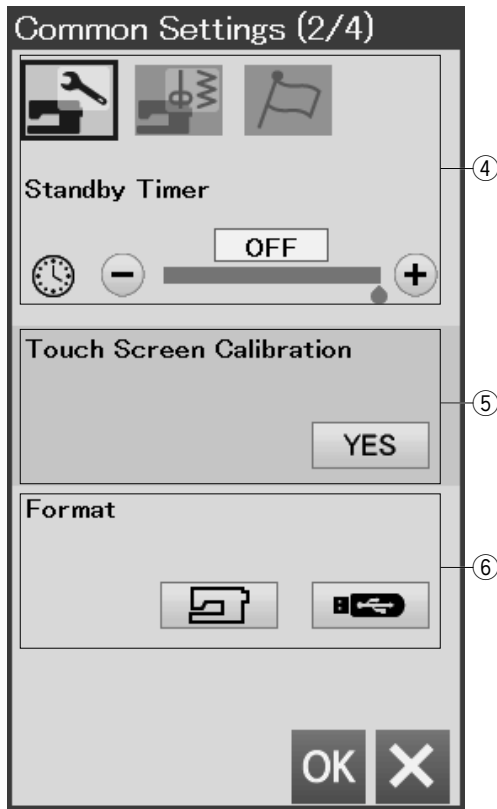 Common Settings (2/4)
④
Standby Timer
OFF
− +
Touch Screen Calibration
⑤
YES
Format
⑥
OK ×